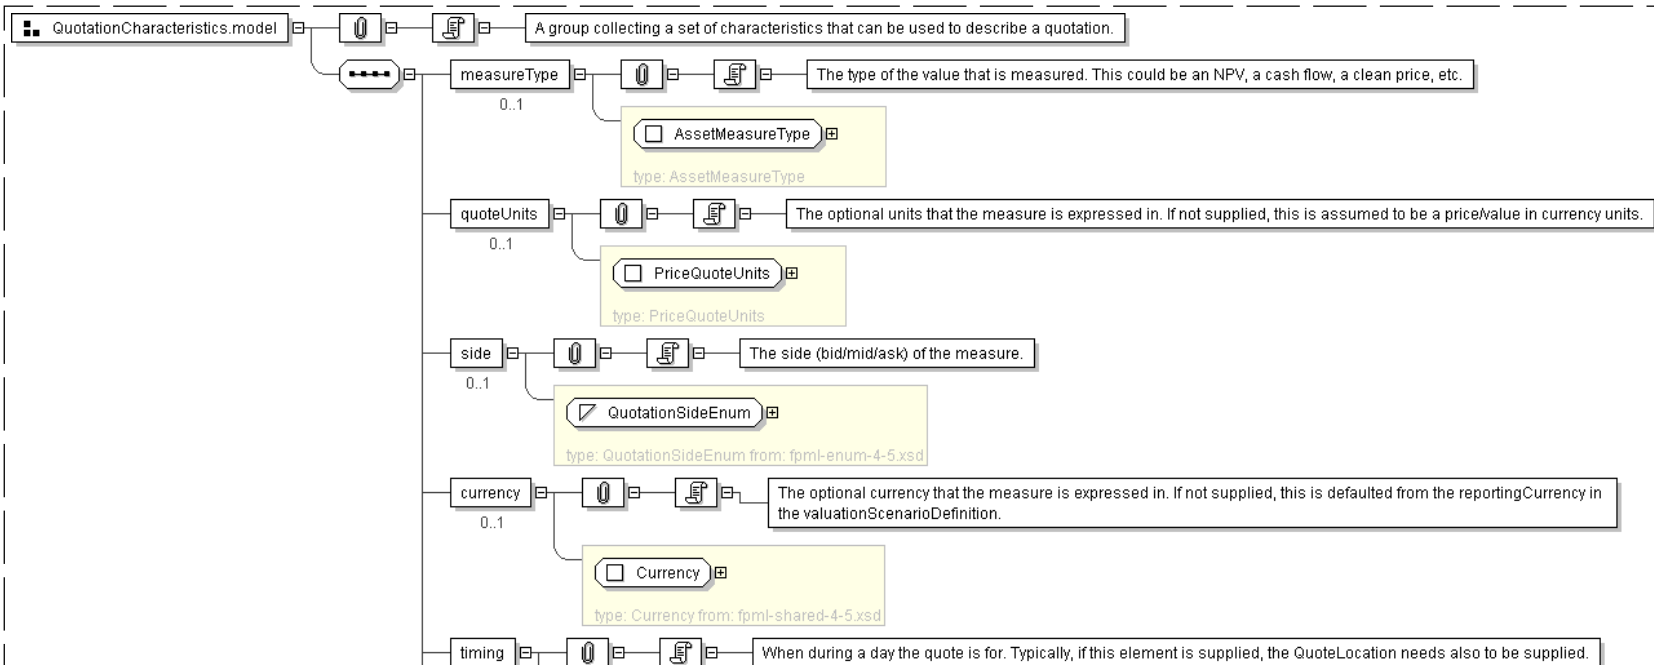 QuotationCharacteristics.model
A group collecting a set of characteristics that can be used to describe a quotation.
measureType
The type of the value that is measured. This could be an NPV, a cash flow, a clean price, etc.
0..1
AssetMeasureType
type: AssetMeasureType
quoteUnits
The optional units that the measure is expressed in. If not supplied, this is assumed to be a price/value in currency units.
0..1
PriceQuoteUnits
type: PriceQuoteUnits
side
The side (bid/mid/ask) of the measure.
0..1
QuotationSideEnum
type: QuotationSideEnum from: fpml-enum-4-5.xsd
currency
The optional currency that the measure is expressed in. If not supplied, this is defaulted from the reportingCurrency in
the valuationScenarioDefinition.
0..1
Currency
type: Currency from: fpml-shared-4-5.xsd
timing
When during a day the quote is for. Typically, if this element is supplied, the QuoteLocation needs also to be supplied.